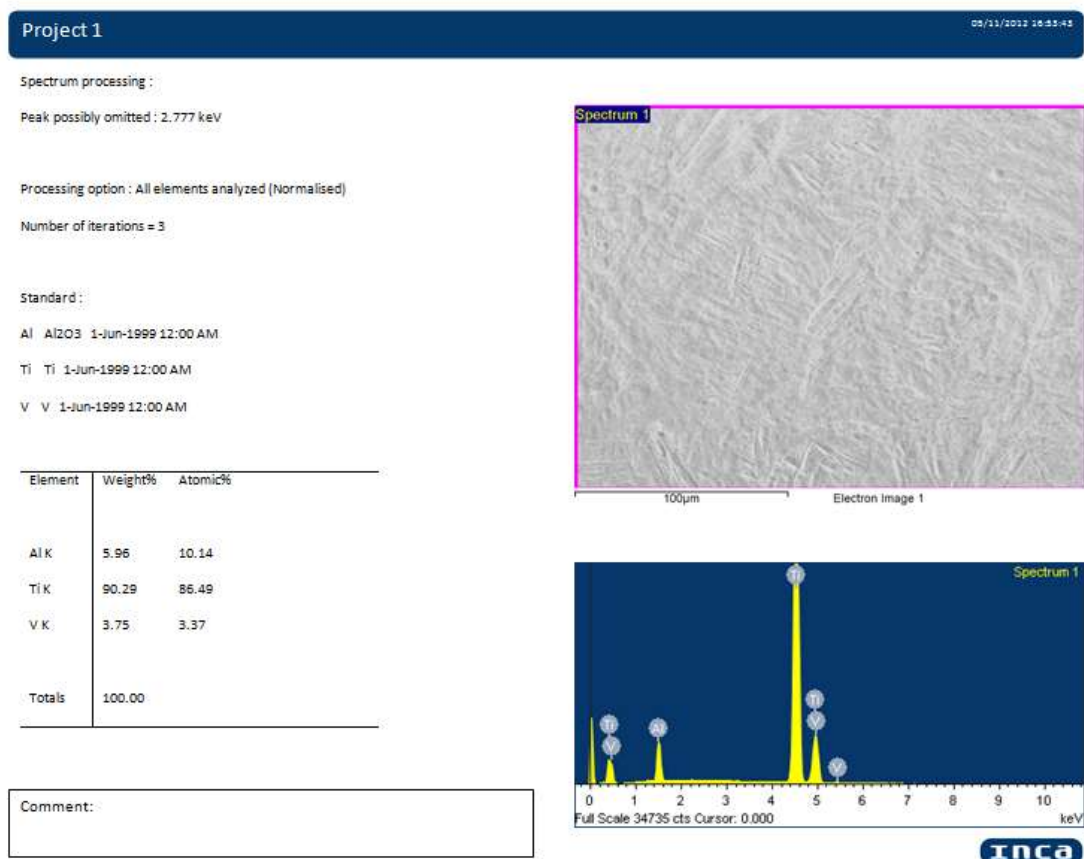 Project 1
05/11/2012 16:53:43
Spectrum processing :
Peak possibly omitted : 2.777 keV
Processing option : All elements analyzed (Normalised)
Number of iterations = 3
Standard :
Al Al2O3 1-Jun-1999 12:00 AM
Ti Ti 1-Jun-1999 12:00 AM
V V 1-Jun-1999 12:00 AM
Element Weight% Atomic%
Al K 5.96 10.14
Ti K 90.29 86.49
V K 3.75 3.37
Totals 100.00
Comment:
Spectrum 1
100µm Electron Image 1
Spectrum 1
Ti
Ti
Ti
V
Al
V
V
0 1 2 3 4 5 6 7 8 9 10
Full Scale 34735 cts Cursor: 0.000 keV
INCA